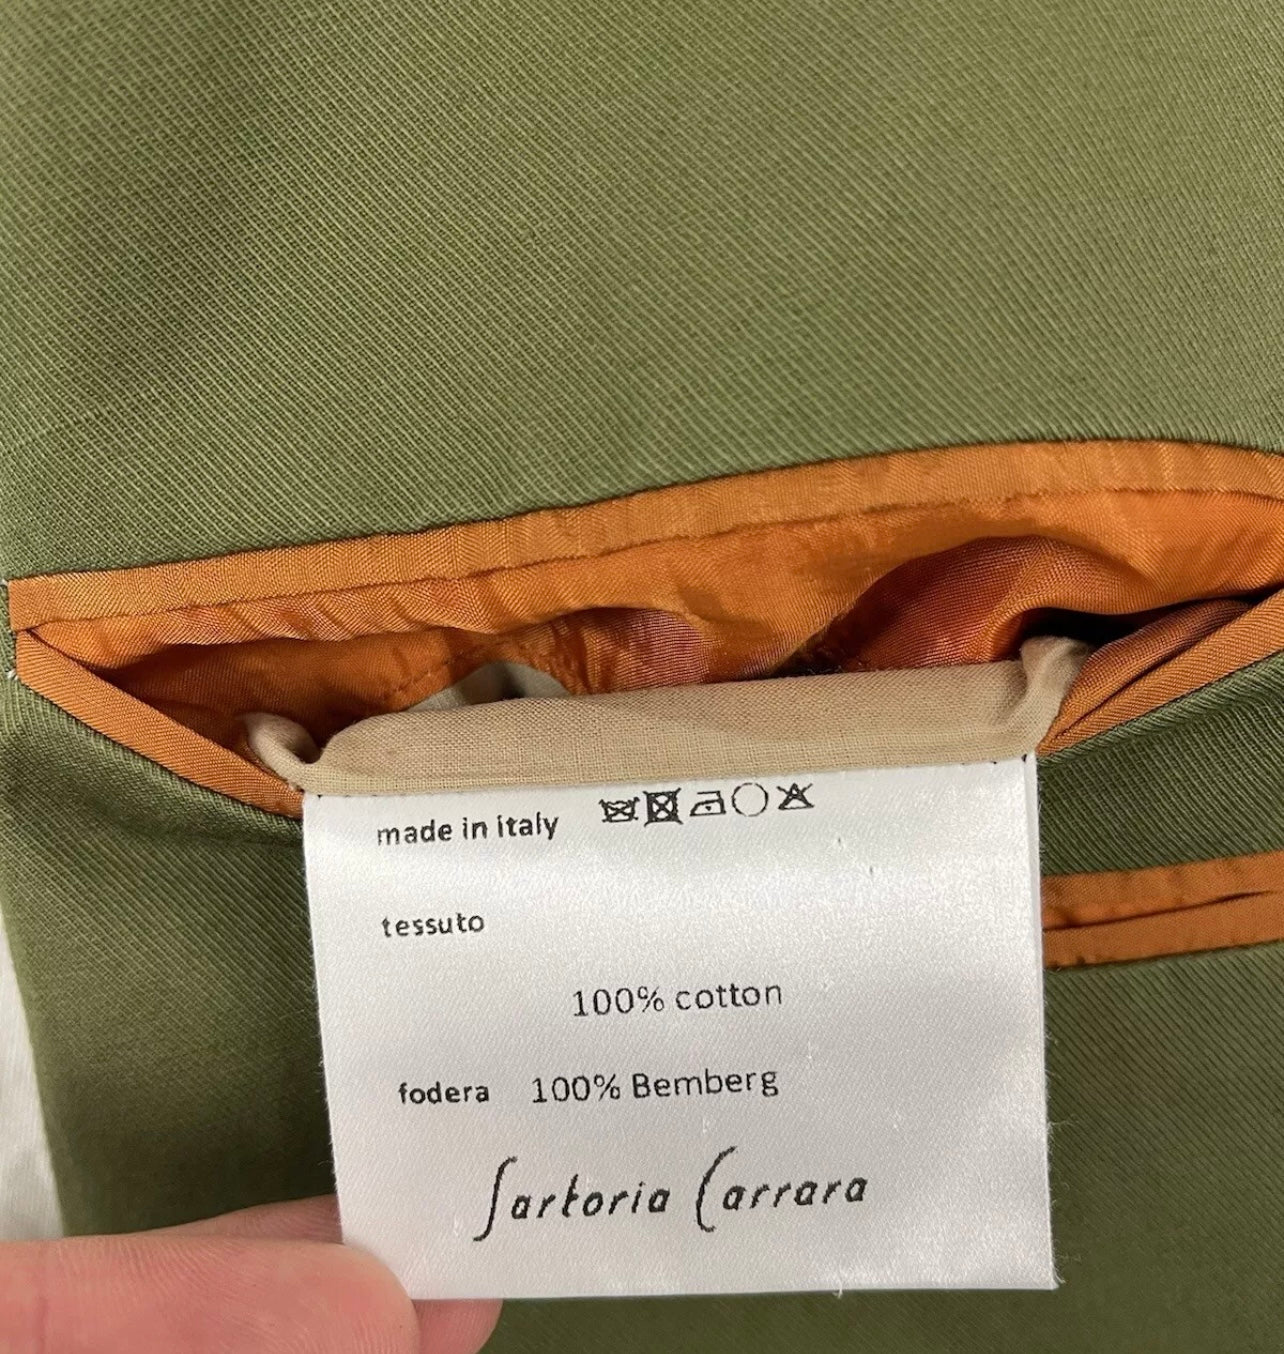 made in italy
tessuto
100% cotton
fodera 100% Bemberg
Sartoria Carrara